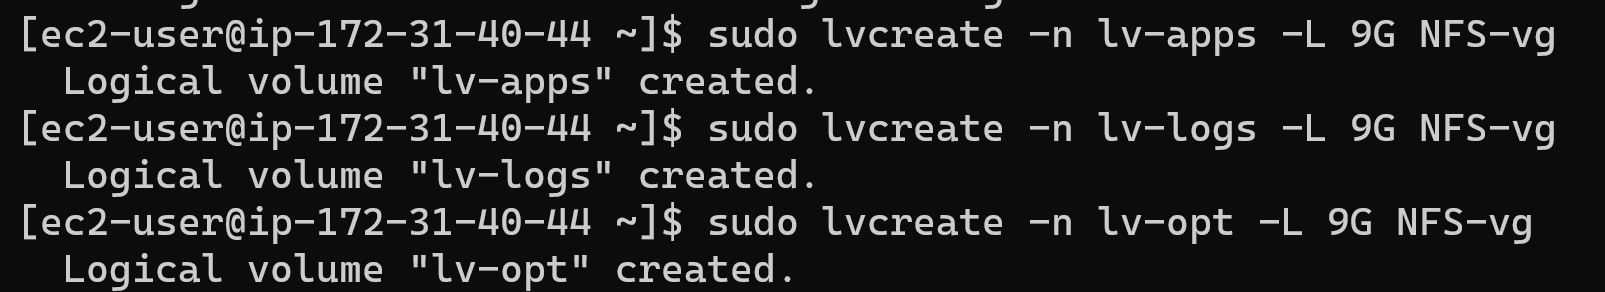 [ec2-user@ip-172-31-40-44 ~]$ sudo lvcreate -n lv-apps -L 9G NFS-vg
  Logical volume "lv-apps" created.
[ec2-user@ip-172-31-40-44 ~]$ sudo lvcreate -n lv-logs -L 9G NFS-vg
  Logical volume "lv-logs" created.
[ec2-user@ip-172-31-40-44 ~]$ sudo lvcreate -n lv-opt -L 9G NFS-vg
  Logical volume "lv-opt" created.